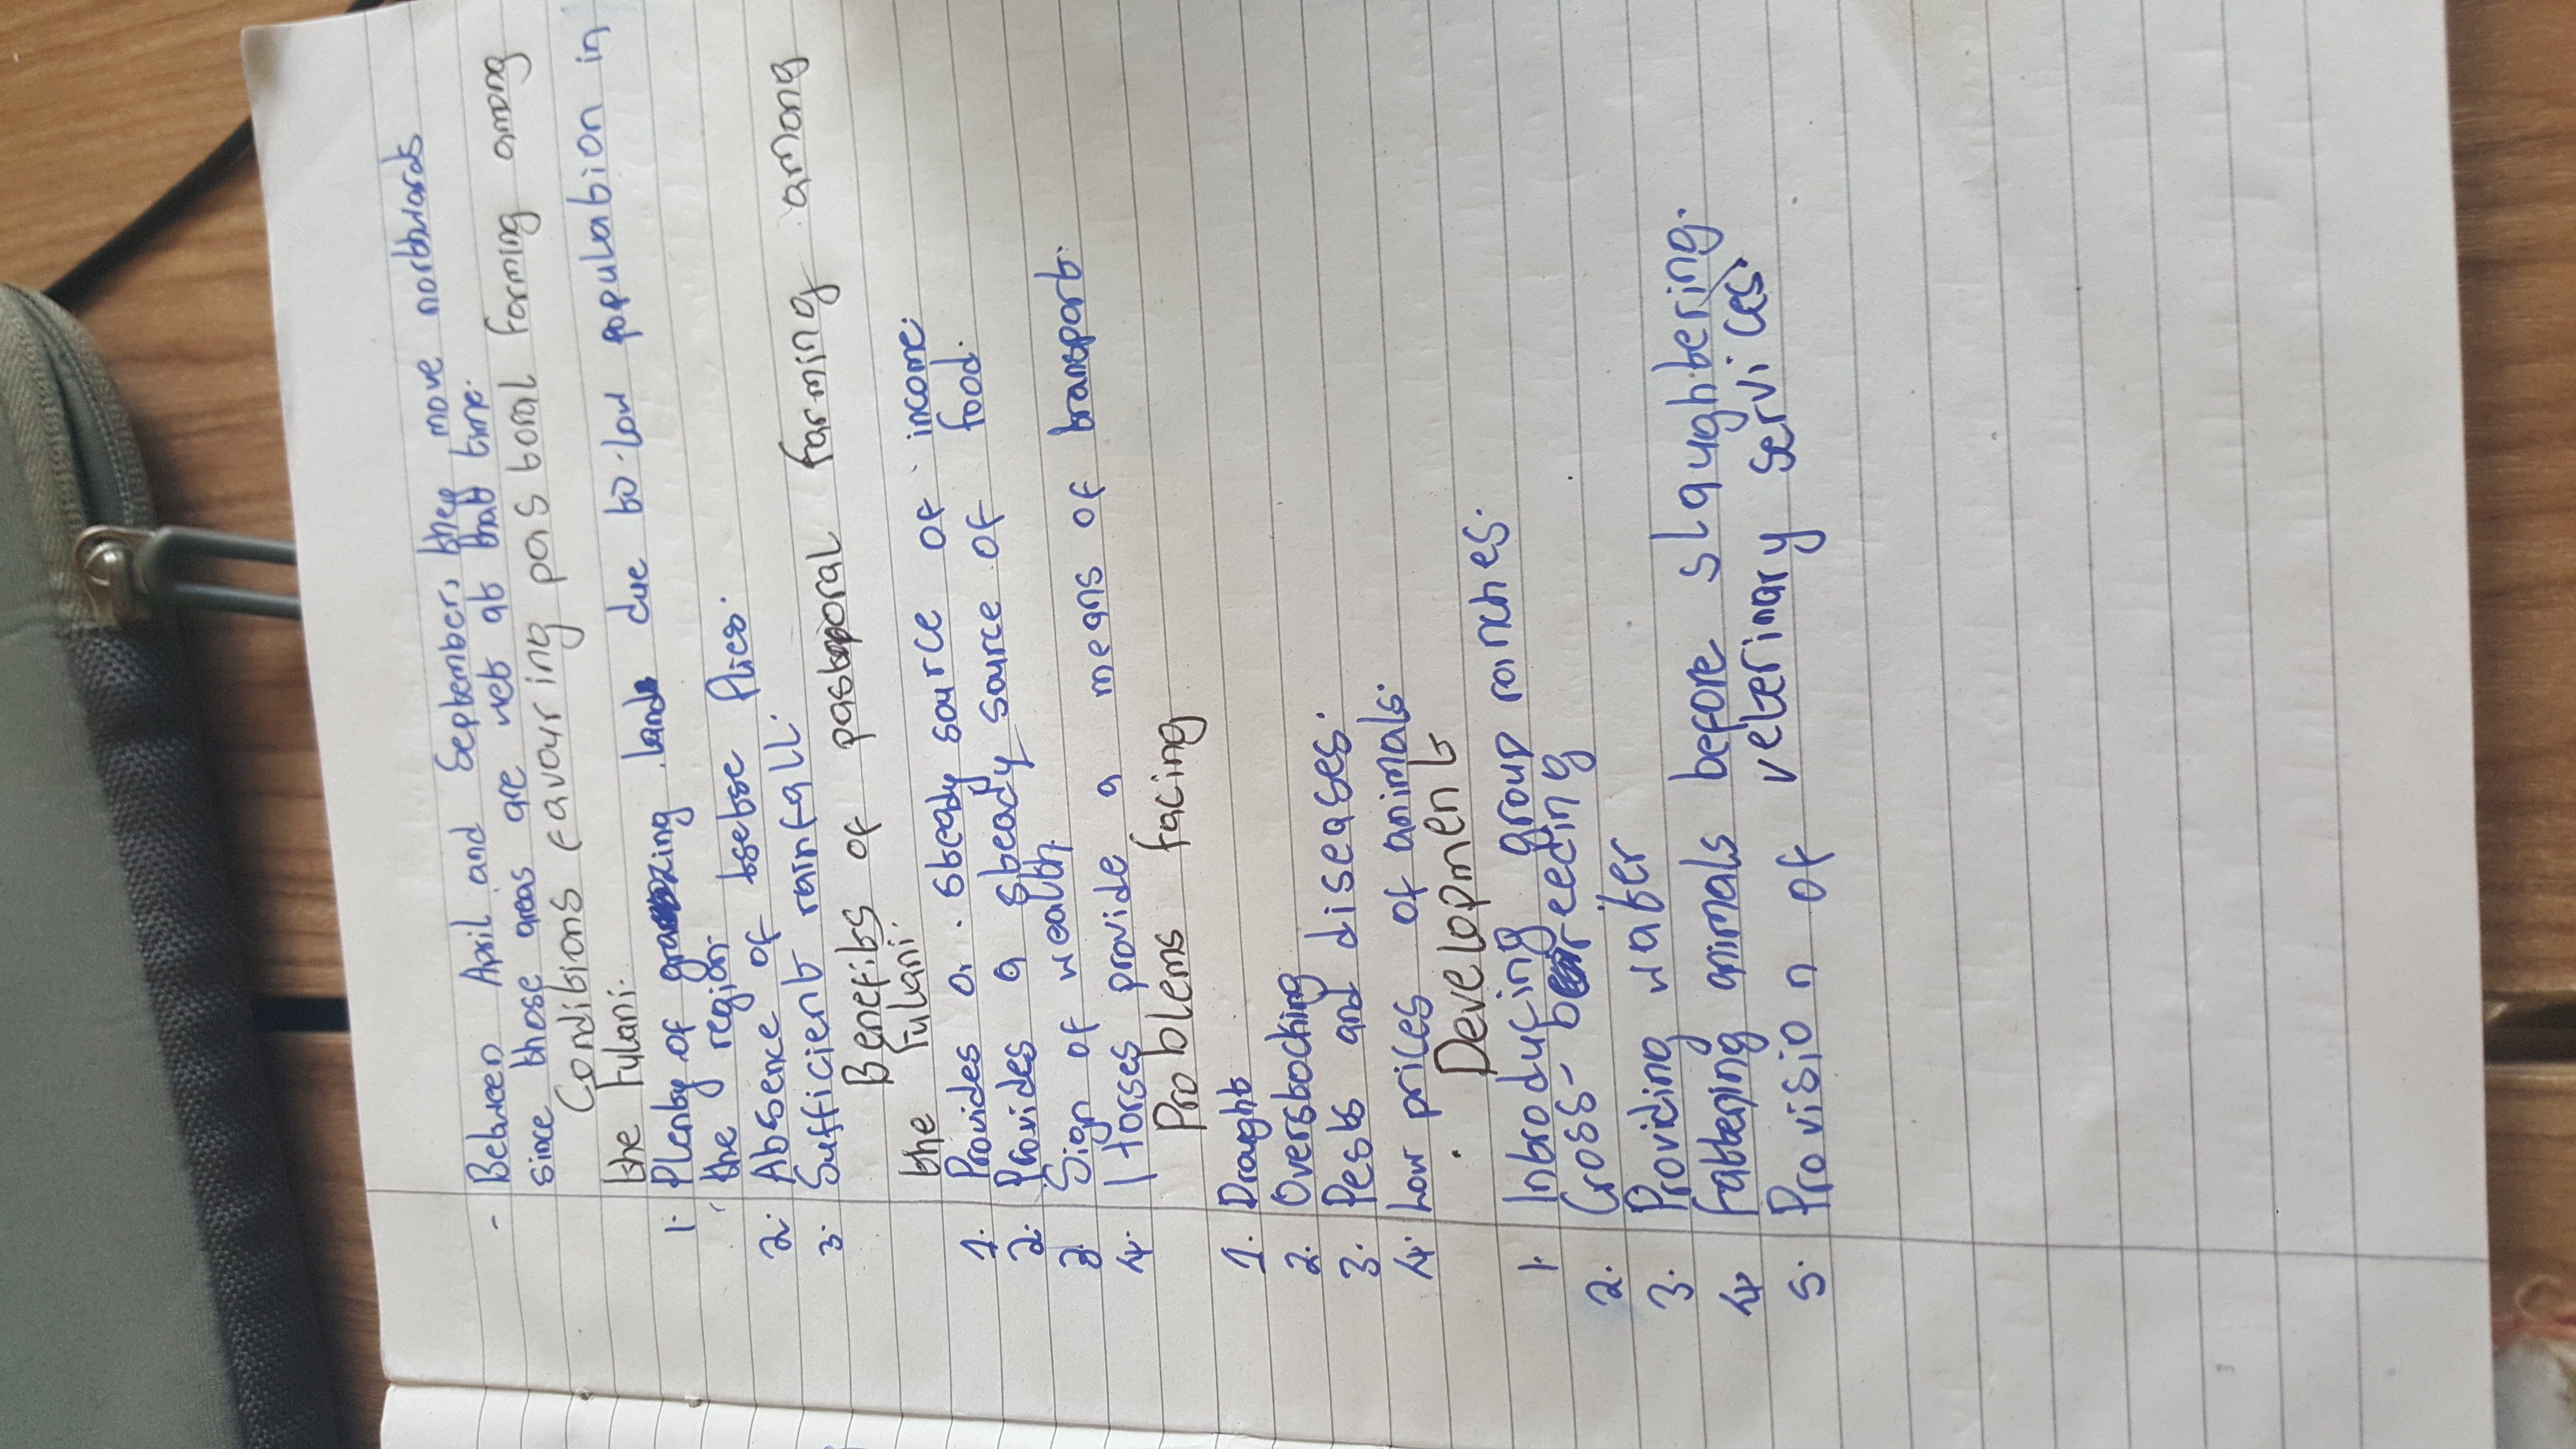 - Between April and September, they move northwards
since those areas are wet at that time.
Conditions favouring pastoral farming among
the Fulani.
1. Plenty of grazing land due to low population in
the region.
2. Absence of tsetse flies.
3. Sufficient rainfall.
Benefits of pastoral farming among
the Fulani.
1. Provides a steady source of income.
2. Provides a steady source of food.
3. Sign of wealth.
4. Horses provide a means of transport.
Problems facing
1. Drought
2. Overstocking
3. Pests and diseases.
4. Low prices of animals.
Development
1. Introducing group ranches.
2. Cross-breeding
3. Providing water
4. Fattening animals before slaughtering.
5. Provision of veterinary services.